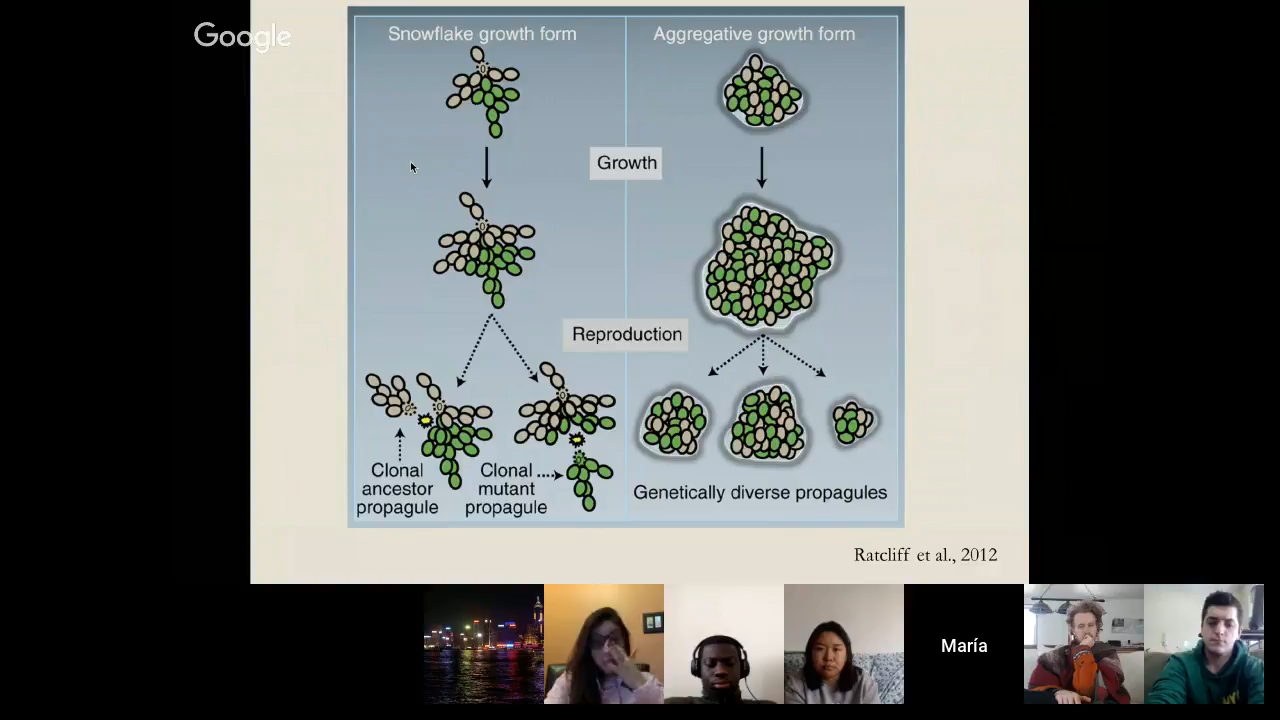 Google
Snowflake growth form
Aggregative growth form
Growth
Reproduction
Clonal
ancestor
propagule
Clonal
mutant
propagule
Genetically diverse propagules
Ratcliff et al., 2012
María